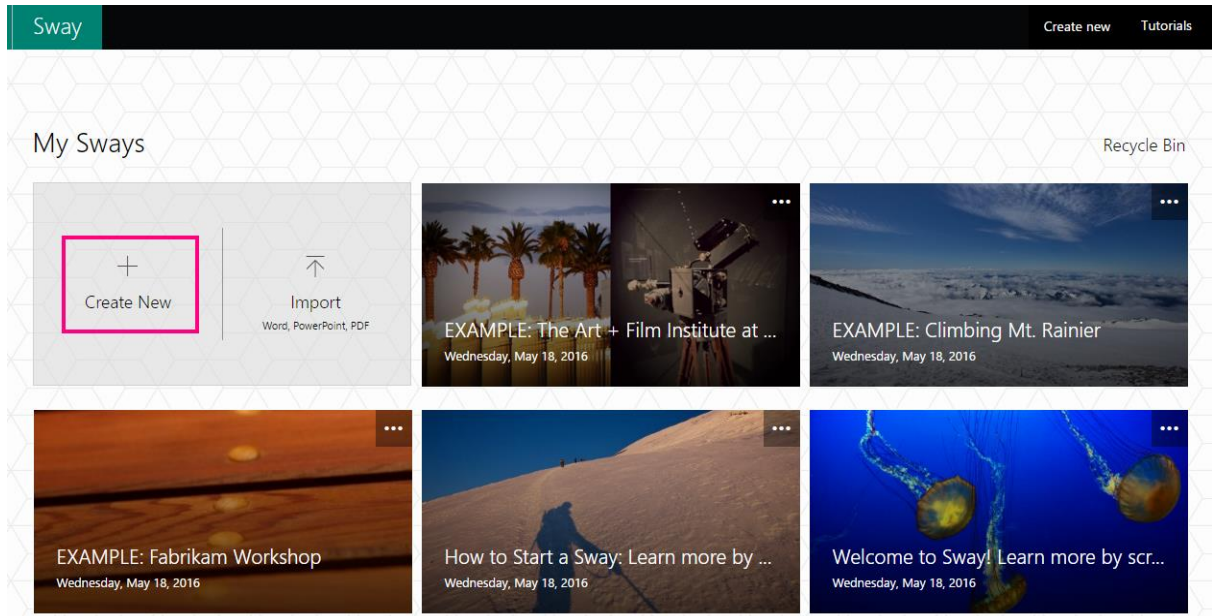 Sway
Create new
Tutorials
My Sways
Recycle Bin
Create New
Import
Word, PowerPoint, PDF
EXAMPLE: The Art + Film Institute at ...
Wednesday, May 18, 2016
EXAMPLE: Climbing Mt. Rainier
Wednesday, May 18, 2016
EXAMPLE: Fabrikam Workshop
Wednesday, May 18, 2016
How to Start a Sway: Learn more by ...
Wednesday, May 18, 2016
Welcome to Sway! Learn more by scr...
Wednesday, May 18, 2016